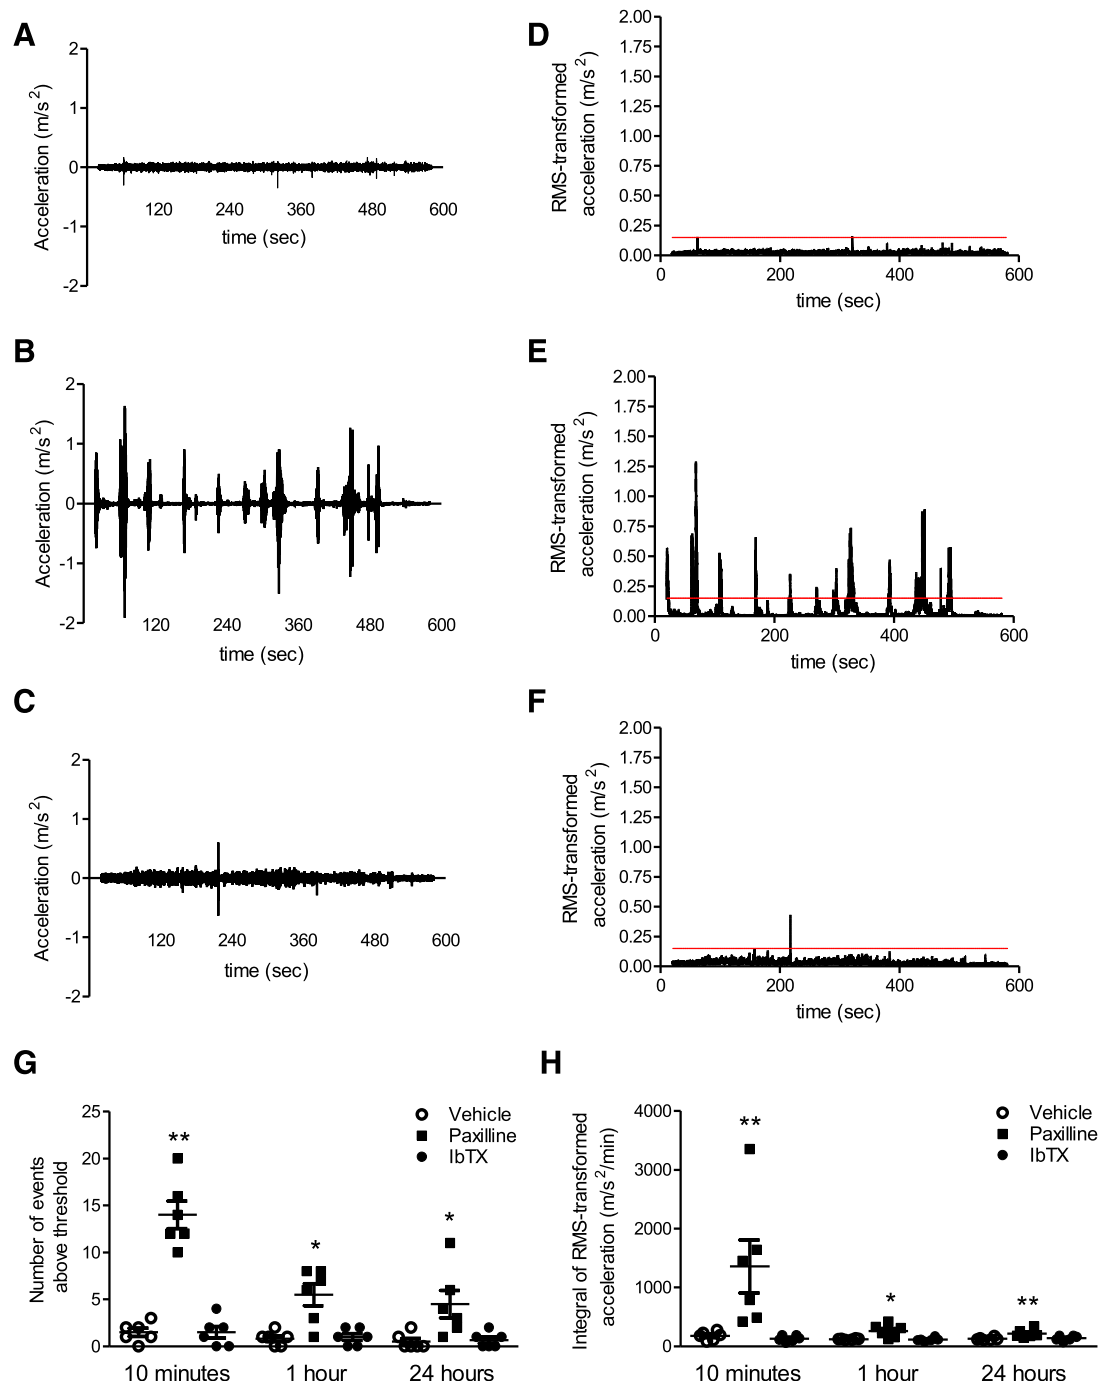 A
Acceleration (m/s²)
2
1
0
-1
-2
120 240 360 480 600
time (sec)
D
RMS-transformed
acceleration (m/s²)
2.00
1.75
1.50
1.25
1.00
0.75
0.50
0.25
0.00
0 200 400 600
time (sec)
B
Acceleration (m/s²)
2
1
0
-1
-2
120 240 360 480 600
time (sec)
E
RMS-transformed
acceleration (m/s²)
2.00
1.75
1.50
1.25
1.00
0.75
0.50
0.25
0.00
0 200 400 600
time (sec)
C
Acceleration (m/s²)
2
1
0
-1
-2
120 240 360 480 600
time (sec)
F
RMS-transformed
acceleration (m/s²)
2.00
1.75
1.50
1.25
1.00
0.75
0.50
0.25
0.00
0 200 400 600
time (sec)
G
Number of events
above threshold
25
20
15
10
5
0
Vehicle
Paxilline
IbTX
**
*
*
10 minutes 1 hour 24 hours
H
Integral of RMS-transformed
acceleration (m/s²/min)
4000
3000
2000
1000
0
Vehicle
Paxilline
IbTX
**
*
**
10 minutes 1 hour 24 hours